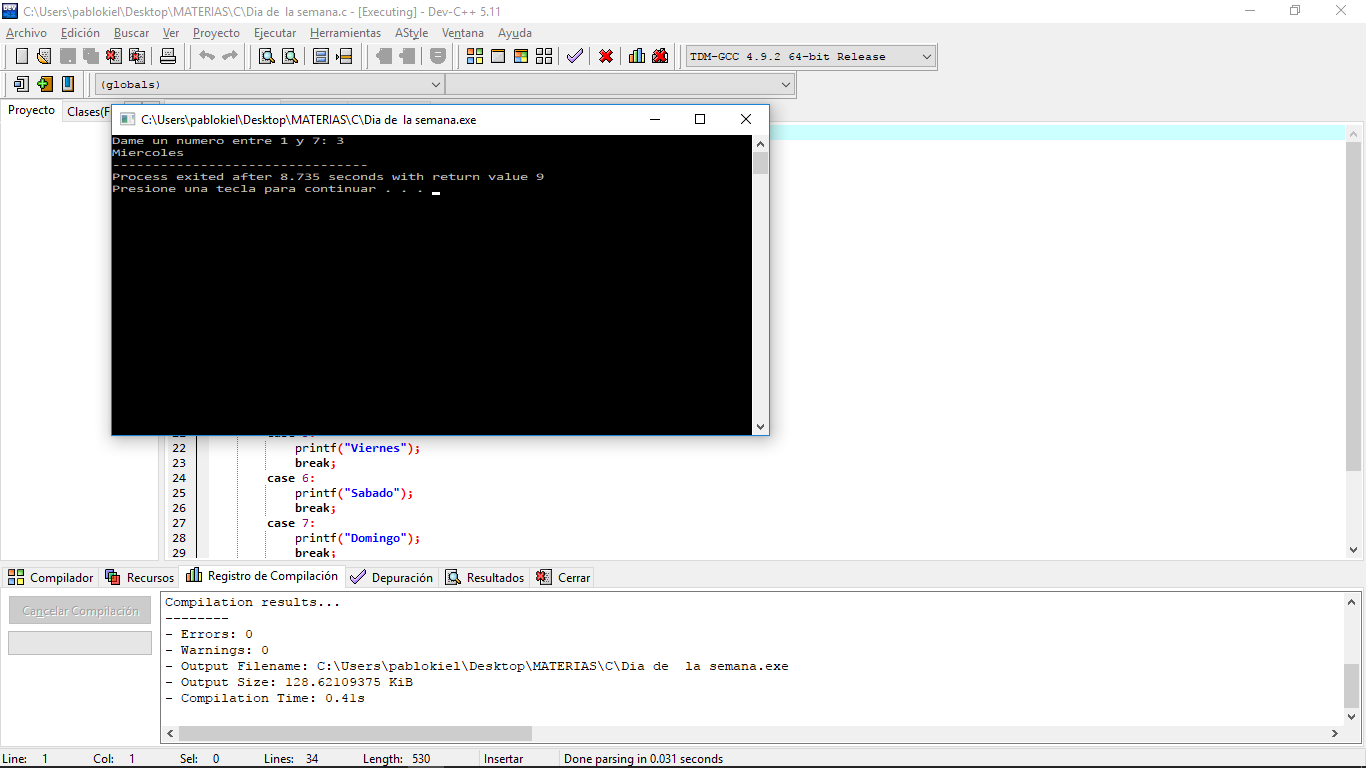 C:\Users\pablokiel\Desktop\MATERIAS\C\Dia de  la semana.c - [Executing] - Dev-C++ 5.11
Archivo Edición Buscar Ver Proyecto Ejecutar Herramientas AStyle Ventana Ayuda
TDM-GCC 4.9.2 64-bit Release
(globals)
Proyecto Clases(F
C:\Users\pablokiel\Desktop\MATERIAS\C\Dia de  la semana.exe
Dame un numero entre 1 y 7: 3
Miercoles
--------------------------------
Process exited after 8.735 seconds with return value 9
Presione una tecla para continuar . . .
22 printf("Viernes");
23 break;
24 case 6:
25 printf("Sabado");
26 break;
27 case 7:
28 printf("Domingo");
29 break;
Compilador Recursos Registro de Compilación Depuración Resultados Cerrar
Cancelar Compilación
Compilation results...
--------
- Errors: 0
- Warnings: 0
- Output Filename: C:\Users\pablokiel\Desktop\MATERIAS\C\Dia de  la semana.exe
- Output Size: 128.62109375 KiB
- Compilation Time: 0.41s
Line: 1 Col: 1 Sel: 0 Lines: 34 Length: 530 Insertar Done parsing in 0.031 seconds